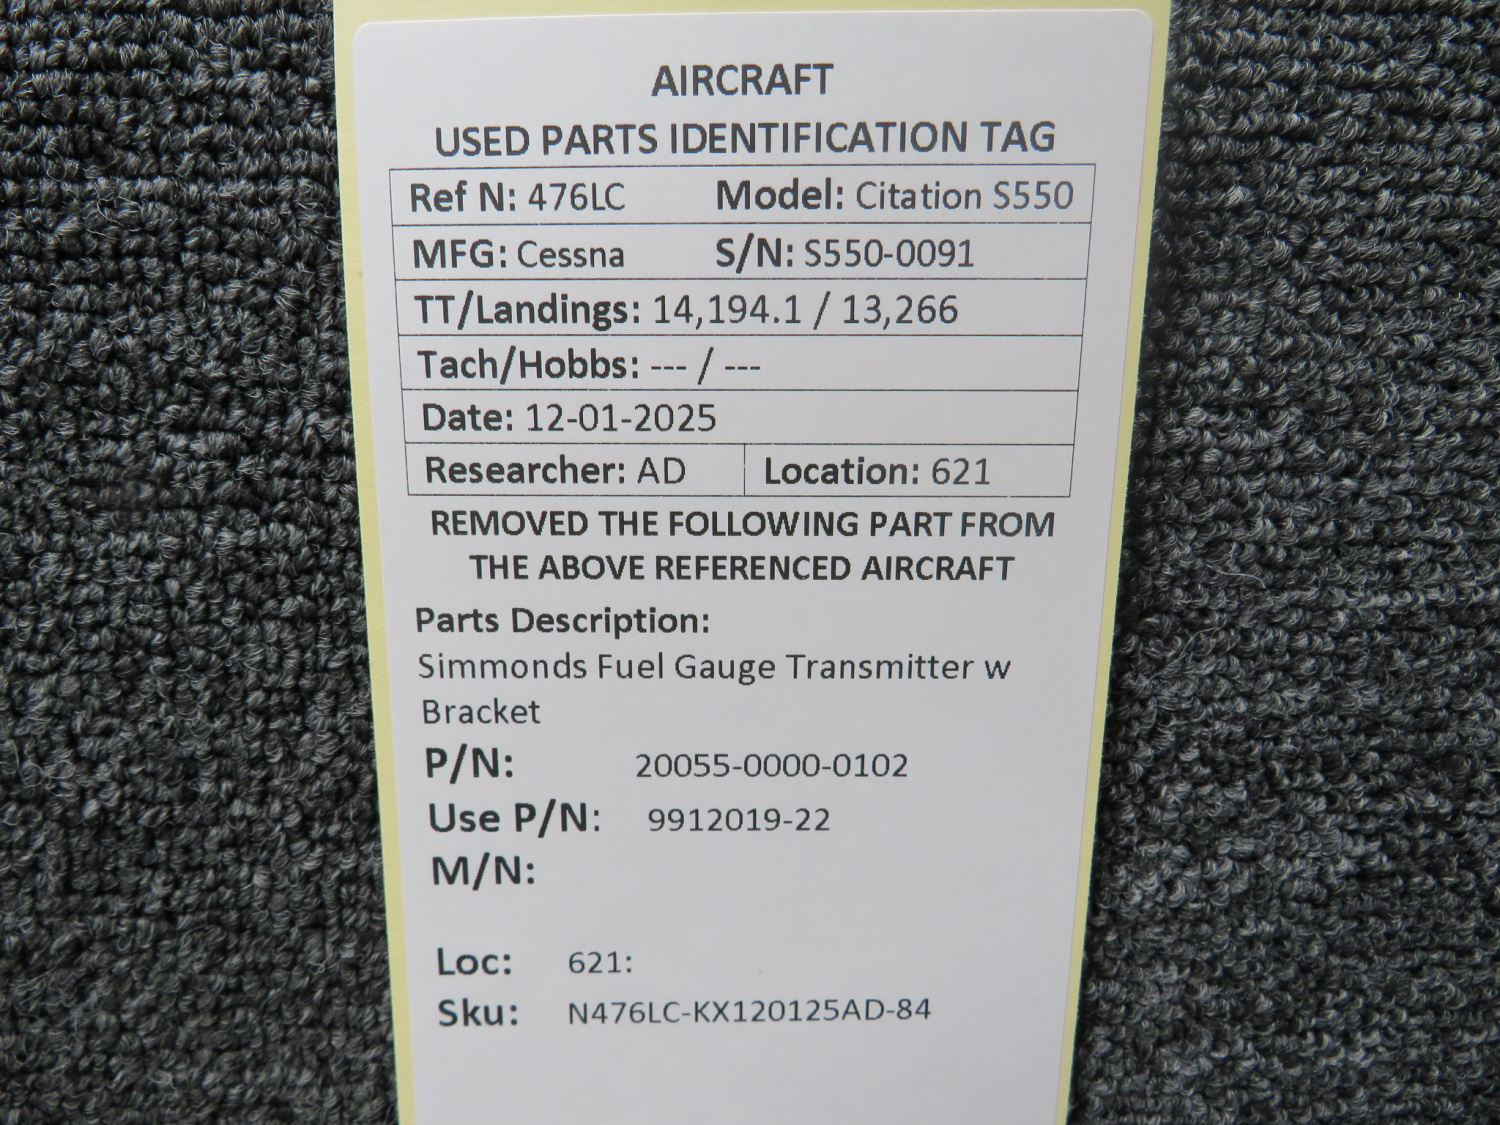 AIRCRAFT
USED PARTS IDENTIFICATION TAG
Ref N: 476LC Model: Citation S550
MFG: Cessna S/N: S550-0091
TT/Landings: 14,194.1 / 13,266
Tach/Hobbs: --- / ---
Date: 12-01-2025
Researcher: AD Location: 621
REMOVED THE FOLLOWING PART FROM
THE ABOVE REFERENCED AIRCRAFT
Parts Description:
Simmonds Fuel Gauge Transmitter w
Bracket
P/N: 20055-0000-0102
Use P/N: 9912019-22
M/N:
Loc: 621:
Sku: N476LC-KX120125AD-84